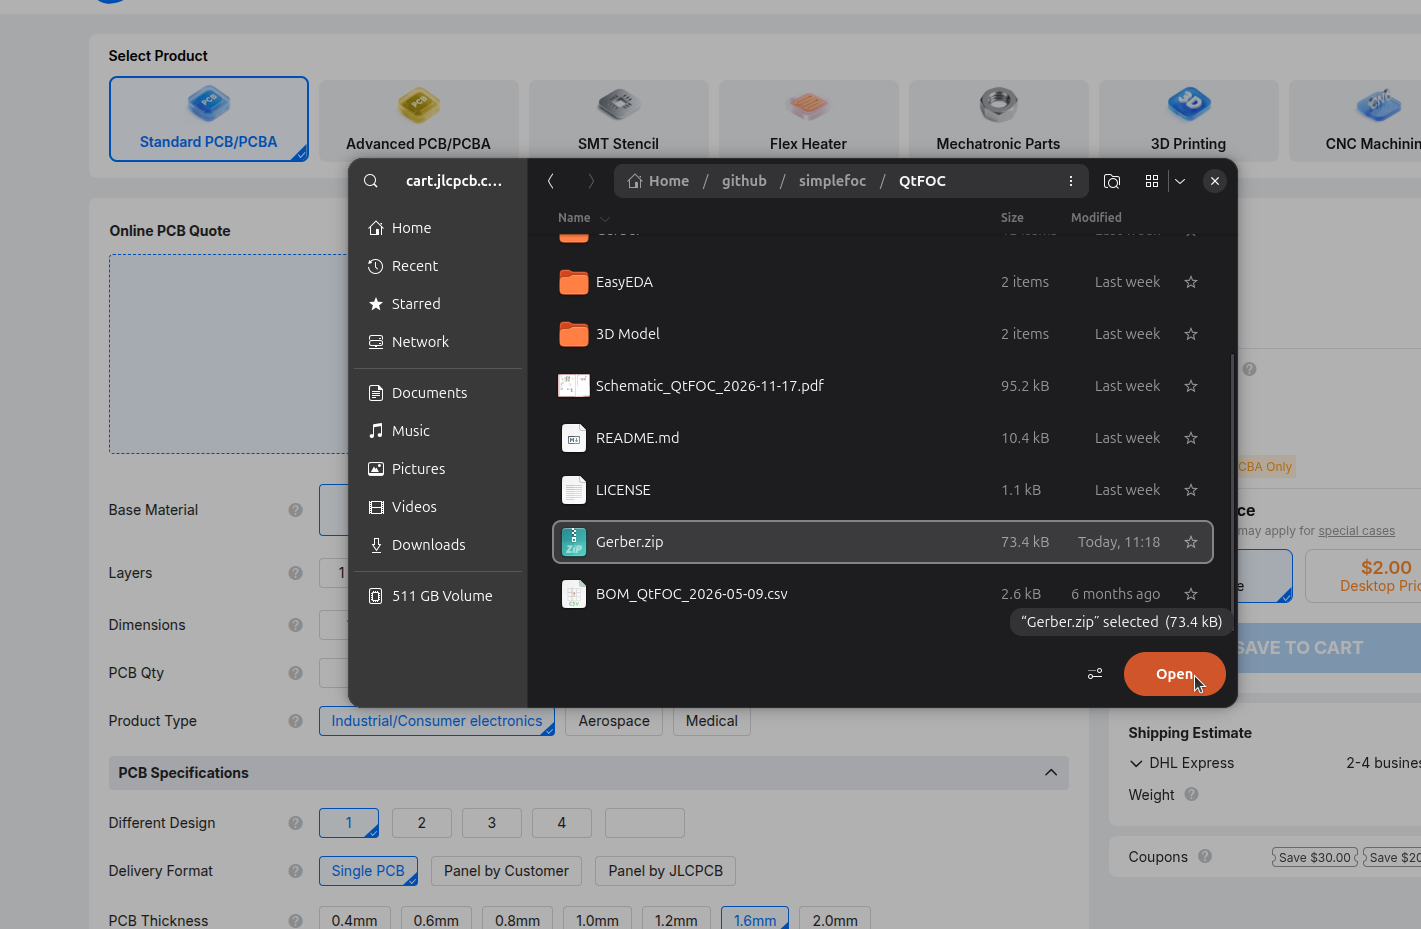 Select Product
Standard PCB/PCBA
Advanced PCB/PCBA
SMT Stencil
Flex Heater
Mechatronic Parts
3D Printing
CNC Machinin
cart.jlcpcb.c...
Home / github / simplefoc / QtFOC
Name Size Modified
Home
Recent
Starred
Network
Documents
Music
Pictures
Videos
Downloads
511 GB Volume
EasyEDA 2 items Last week
3D Model 2 items Last week
Schematic_QtFOC_2026-11-17.pdf 95.2 kB Last week
README.md 10.4 kB Last week
LICENSE 1.1 kB Last week
Gerber.zip 73.4 kB Today, 11:18
BOM_QtFOC_2026-05-09.csv 2.6 kB 6 months ago
“Gerber.zip” selected (73.4 kB)
Open
Online PCB Quote
Base Material
Layers 1
Dimensions
PCB Qty
Product Type Industrial/Consumer electronics Aerospace Medical
PCB Specifications
Different Design 1 2 3 4
Delivery Format Single PCB Panel by Customer Panel by JLCPCB
PCB Thickness 0.4mm 0.6mm 0.8mm 1.0mm 1.2mm 1.6mm 2.0mm
CBA Only
ce
may apply for special cases
e
$2.00
Desktop Pric
SAVE TO CART
Shipping Estimate
DHL Express 2-4 busines
Weight
Coupons Save $30.00 Save $20